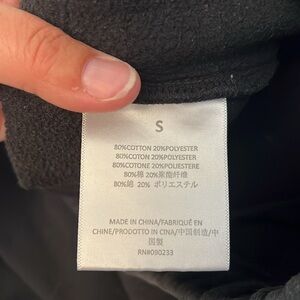 S
80%COTTON 20%POLYESTER
80%COTTON 20%POLYESTER
80%COTONE 20%POLIESTERE
80%棉 20%聚酯纤维
80%綿 20% ポリエステル
MADE IN CHINA/FABRIQUÉ EN
CHINE/PRODOTTO IN CINA/中国制造/中
国製
RN#090233